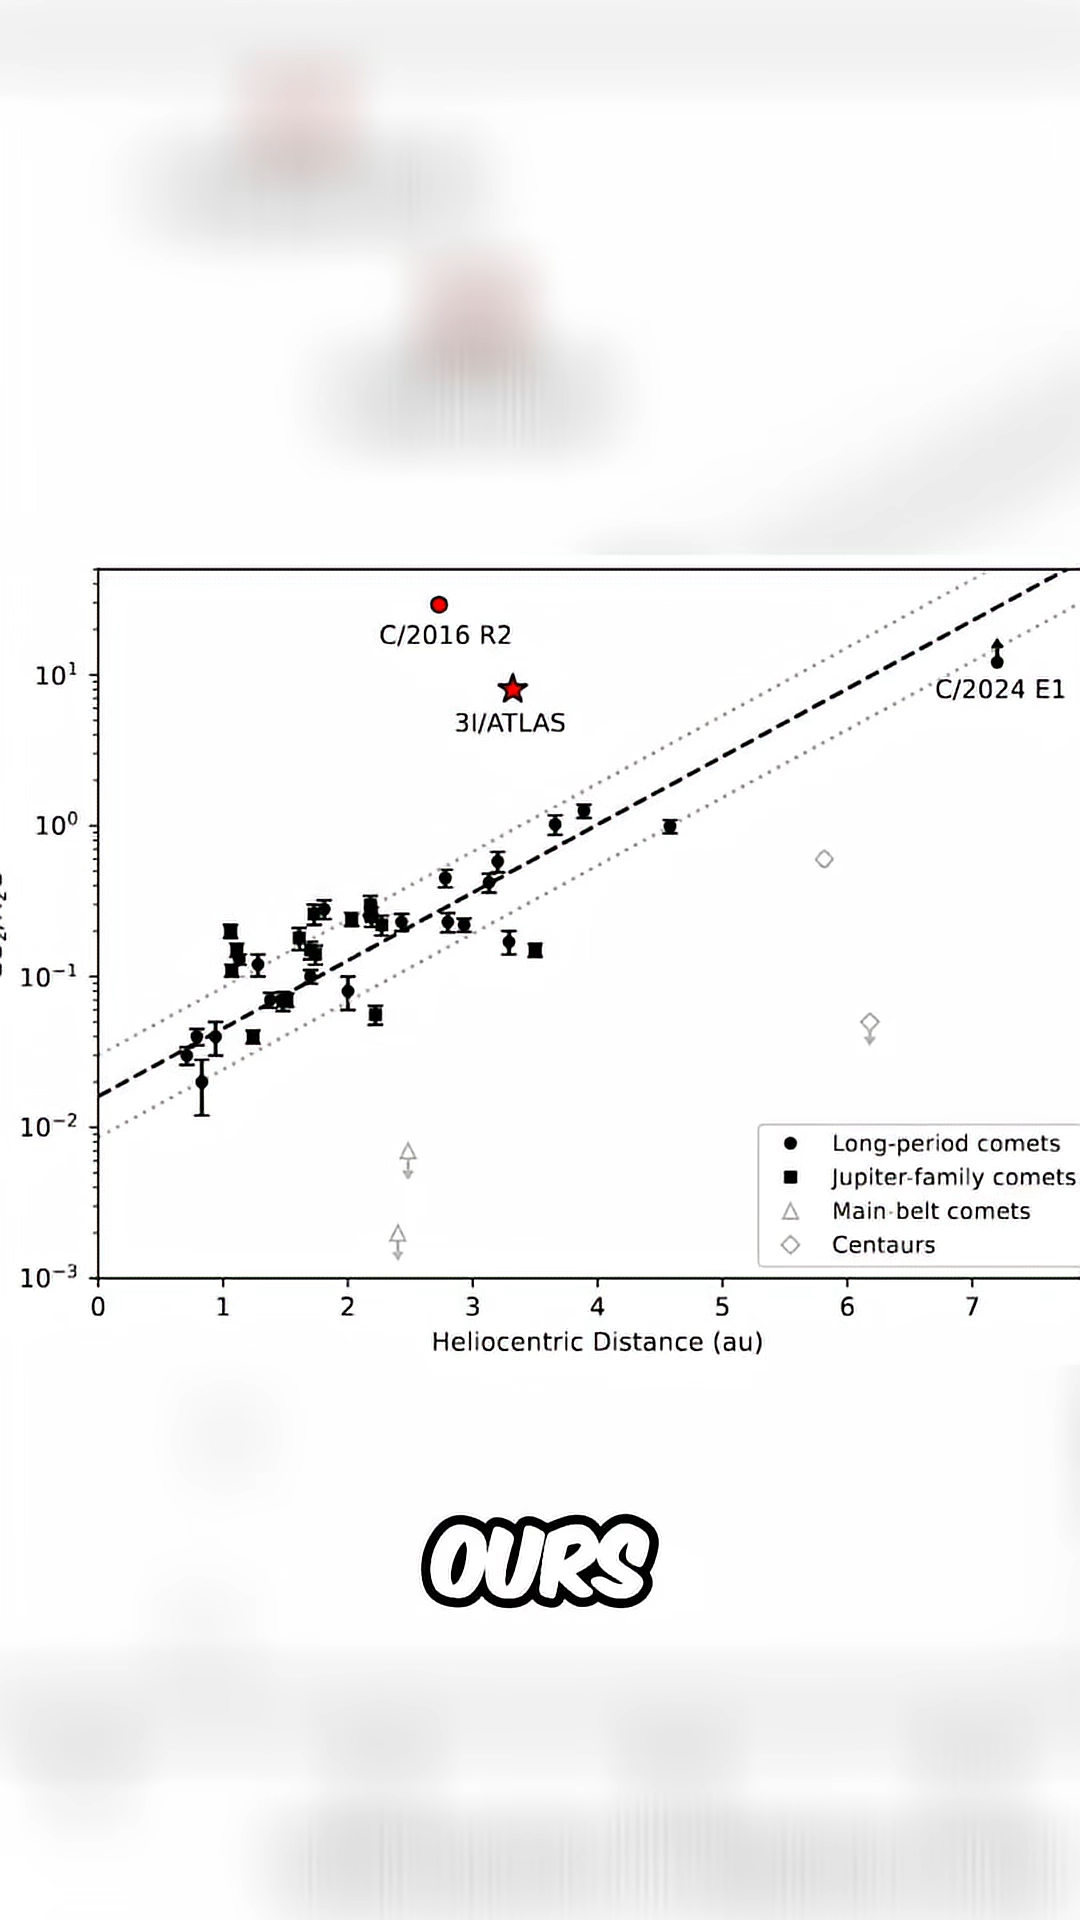 C/2016 R2
10¹
C/2024 E1
3I/ATLAS
10⁰
10⁻¹
10⁻²
Long-period comets
Jupiter-family comets
Main-belt comets
Centaurs
10⁻³
0 1 2 3 4 5 6 7
Heliocentric Distance (au)
OURS